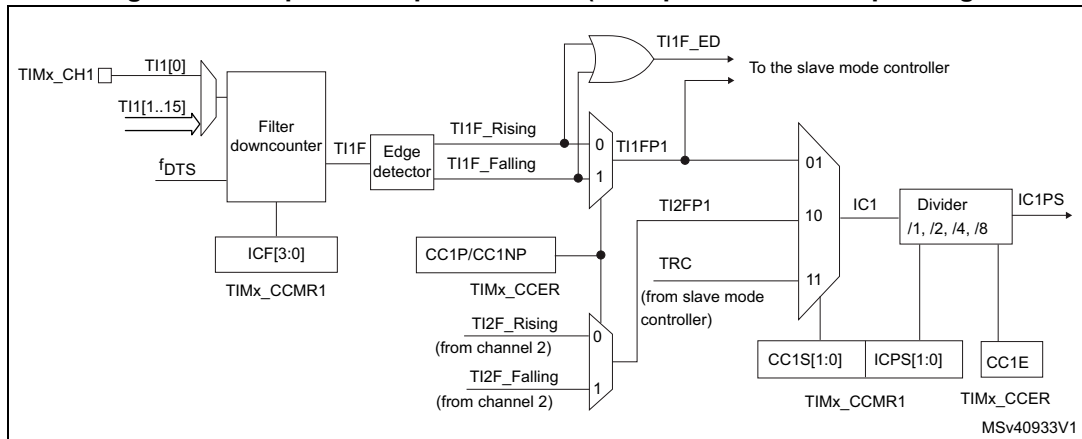 TI1F_ED
To the slave mode controller
TIMx_CH1
TI1[0]
TI1[1..15]
fDTS
Filter
downcounter
TI1F
Edge
detector
TI1F_Rising
TI1F_Falling
0
1
TI1FP1
01
TI2FP1
10
TRC
11
(from slave mode
controller)
IC1
Divider
/1, /2, /4, /8
IC1PS
ICF[3:0]
TIMx_CCMR1
CC1P/CC1NP
TIMx_CCER
TI2F_Rising
(from channel 2)
0
TI2F_Falling
1
(from channel 2)
CC1S[1:0]
ICPS[1:0]
CC1E
TIMx_CCMR1
TIMx_CCER
MSv40933V1